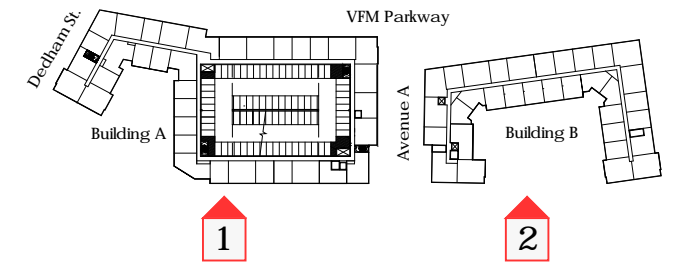 VFM Parkway
Dedham St.
Building A
Avenue A
Building B
1
2